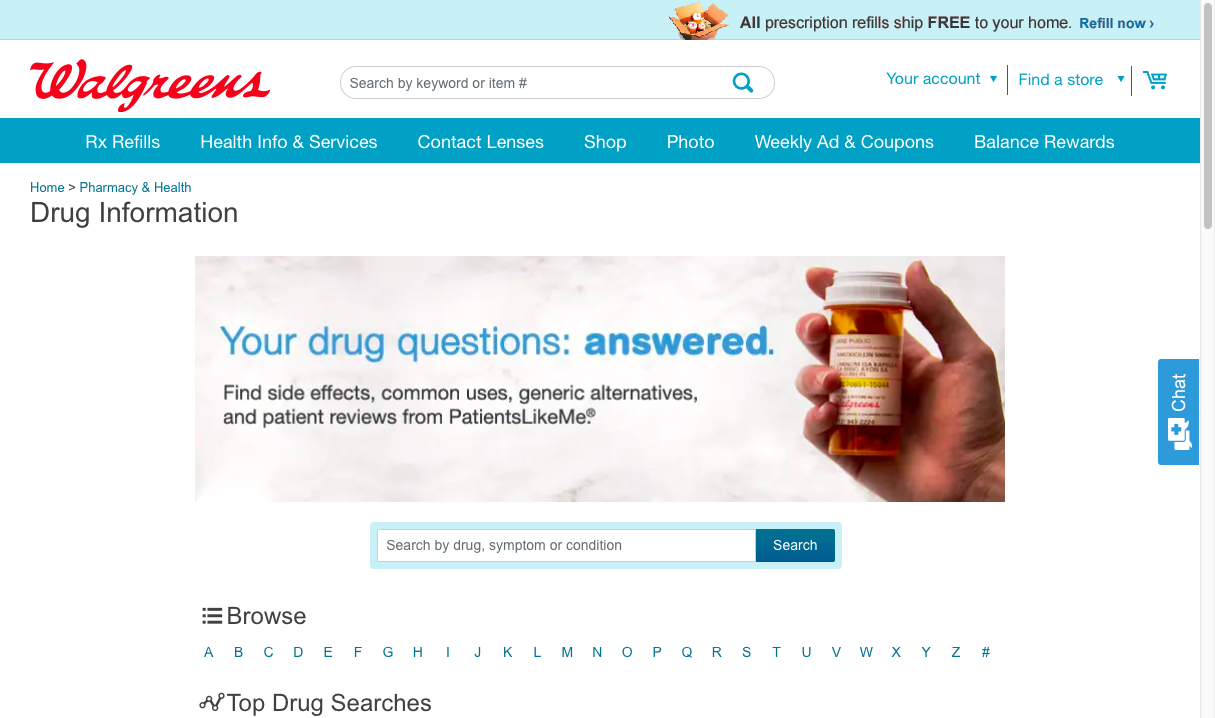 All prescription refills ship FREE to your home. Refill now ›
Walgreens
Search by keyword or item #
Your account ▼
Find a store ▼
Rx Refills
Health Info & Services
Contact Lenses
Shop
Photo
Weekly Ad & Coupons
Balance Rewards
Home > Pharmacy & Health
Drug Information
Your drug questions: answered.
Find side effects, common uses, generic alternatives,
and patient reviews from PatientsLikeMe.®
Walgreens
Chat
Search by drug, symptom or condition
Search
Browse
A B C D E F G H I J K L M N O P Q R S T U V W X Y Z #
Top Drug Searches